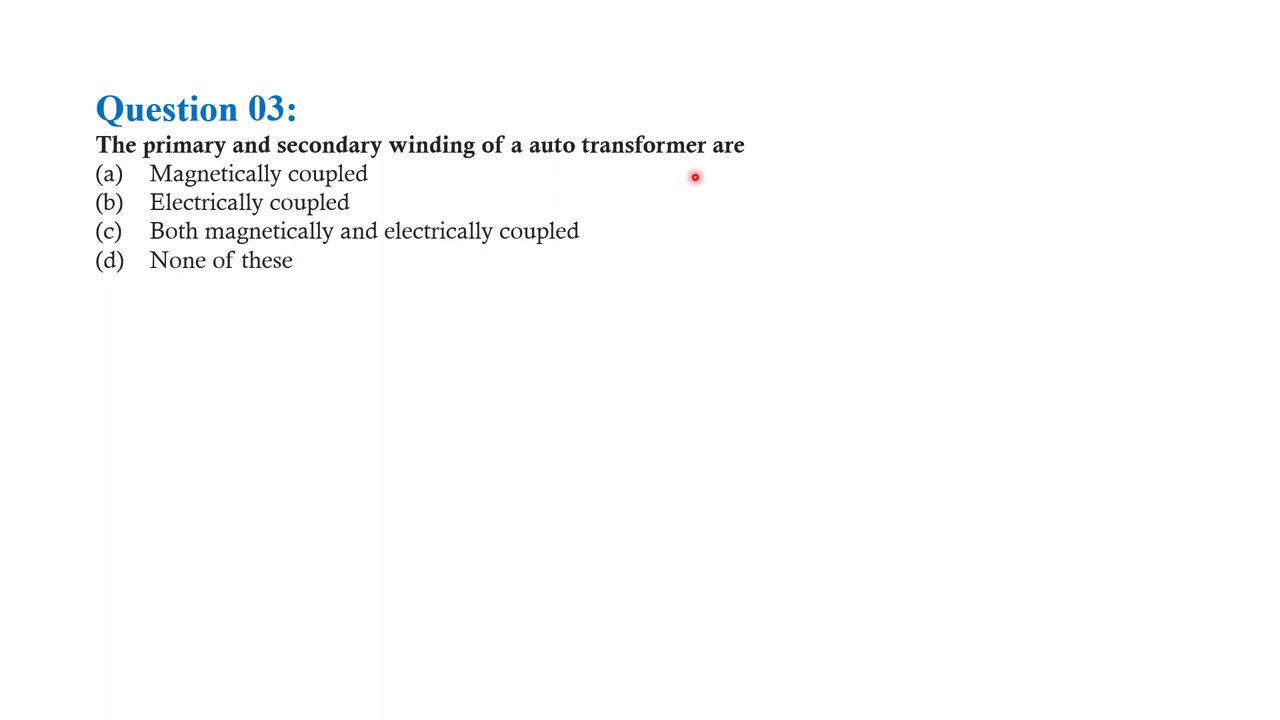 Question 03:
The primary and secondary winding of a auto transformer are
(a) Magnetically coupled
(b) Electrically coupled
(c) Both magnetically and electrically coupled
(d) None of these